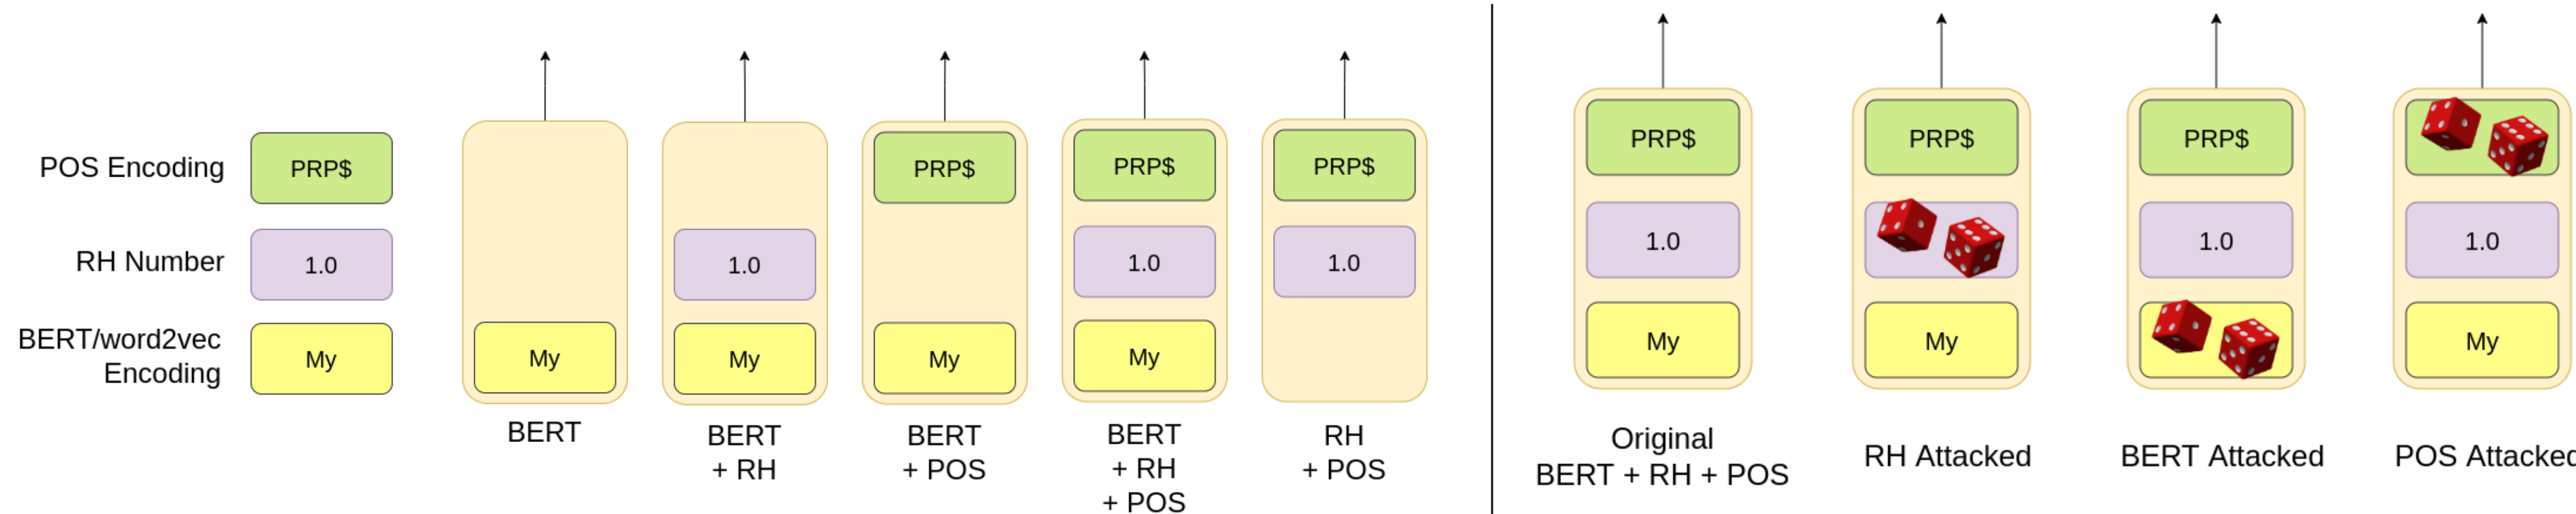 POS Encoding
PRP$
RH Number
1.0
BERT/word2vec
Encoding
My
My
BERT
1.0
My
BERT
+ RH
PRP$
My
BERT
+ POS
PRP$
1.0
My
BERT
+ RH
+ POS
PRP$
1.0
RH
+ POS
PRP$
1.0
My
Original
BERT + RH + POS
PRP$
My
RH Attacked
PRP$
1.0
BERT Attacked
1.0
My
POS Attacked